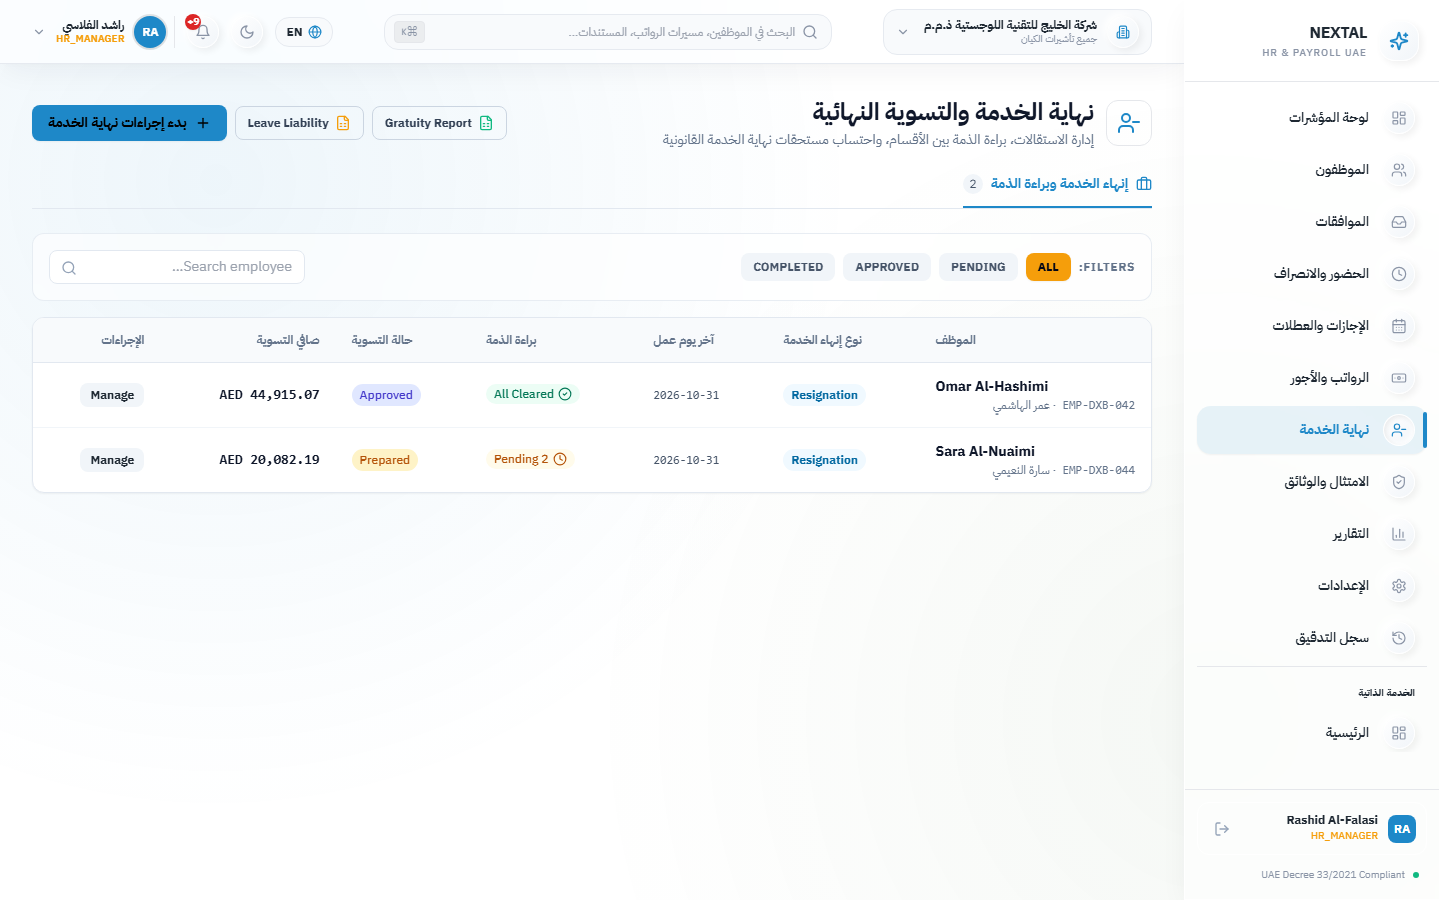 NEXTAL
HR & PAYROLL UAE
لوحة المؤشرات
الموظفون
الموافقات
الحضور والانصراف
الإجازات والعطلات
الرواتب والأجور
نهاية الخدمة
الامتثال والوثائق
التقارير
الإعدادات
سجل التدقيق
الخدمة الذاتية
الرئيسية
RA
Rashid Al-Falasi
HR_MANAGER
UAE Decree 33/2021 Compliant
شركة الخليج للتقنية اللوجستية ذ.م.م
جميع تأشيرات الكيان
البحث في الموظفين، مسيرات الرواتب، المستندات...
⌘K
EN
9+
RA
راشد الفلاسي
HR_MANAGER
نهاية الخدمة والتسوية النهائية
إدارة الاستقالات، براءة الذمة بين الأقسام، واحتساب مستحقات نهاية الخدمة القانونية
Gratuity Report
Leave Liability
بدء إجراءات نهاية الخدمة
إنهاء الخدمة وبراءة الذمة 2
FILTERS:
ALL
PENDING
APPROVED
COMPLETED
Search employee...
الموظف نوع إنهاء الخدمة آخر يوم عمل براءة الذمة حالة التسوية صافي التسوية الإجراءات
Omar Al-Hashimi
EMP-DXB-042 · عمر الهاشمي
Resignation 2026-10-31 All Cleared Approved AED 44,915.07 Manage
Sara Al-Nuaimi
EMP-DXB-044 · سارة النعيمي
Resignation 2026-10-31 Pending 2 Prepared AED 20,082.19 Manage